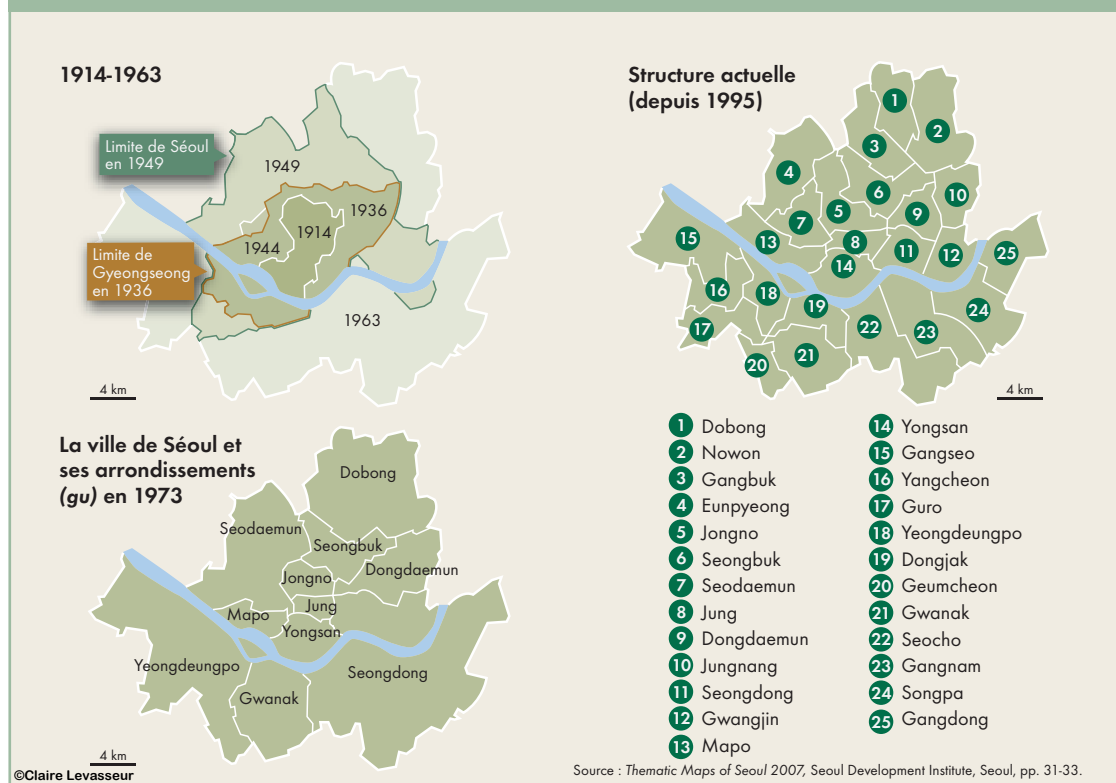 1914-1963
Limite de Séoul
en 1949
1949
1936
1914
1944
Limite de
Gyeongseong
en 1936
1963
4 km
Structure actuelle
(depuis 1995)
1
2
3
4
6
10
5
7
9
15
13
8
11
12
25
14
16
18
19
24
17
22
23
21
20
4 km
La ville de Séoul et
ses arrondissements
(gu) en 1973
Dobong
Seodaemun
Seongbuk
Dongdaemun
Jongno
Mapo
Jung
Yongsan
Yeongdeungpo
Seongdong
Gwanak
4 km
1 Dobong
2 Nowon
3 Gangbuk
4 Eunpyeong
5 Jongno
6 Seongbuk
7 Seodaemun
8 Jung
9 Dongdaemun
10 Jungnang
11 Seongdong
12 Gwangjin
13 Mapo
14 Yongsan
15 Gangseo
16 Yangcheon
17 Guro
18 Yeongdeungpo
19 Dongjak
20 Geumcheon
21 Gwanak
22 Seocho
23 Gangnam
24 Songpa
25 Gangdong
©Claire Levasseur
Source : Thematic Maps of Seoul 2007, Seoul Development Institute, Seoul, pp. 31-33.